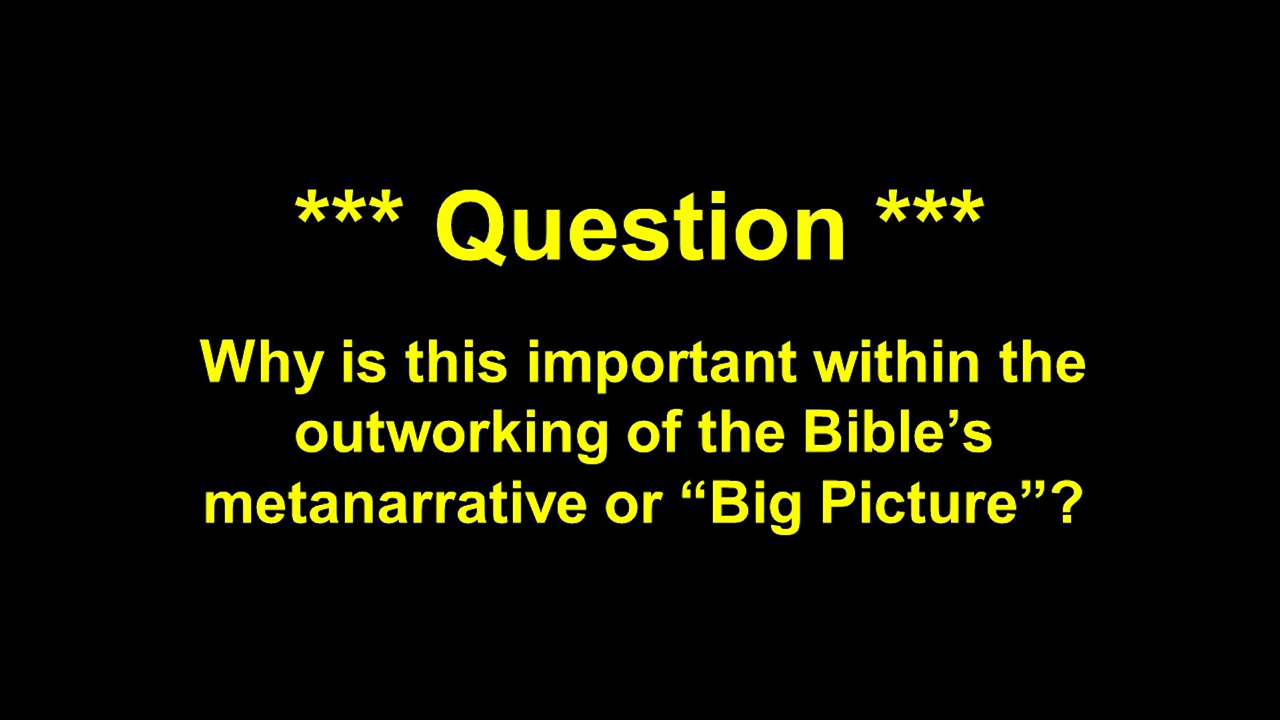 *** Question ***
Why is this important within the
outworking of the Bible’s
metanarrative or “Big Picture”?